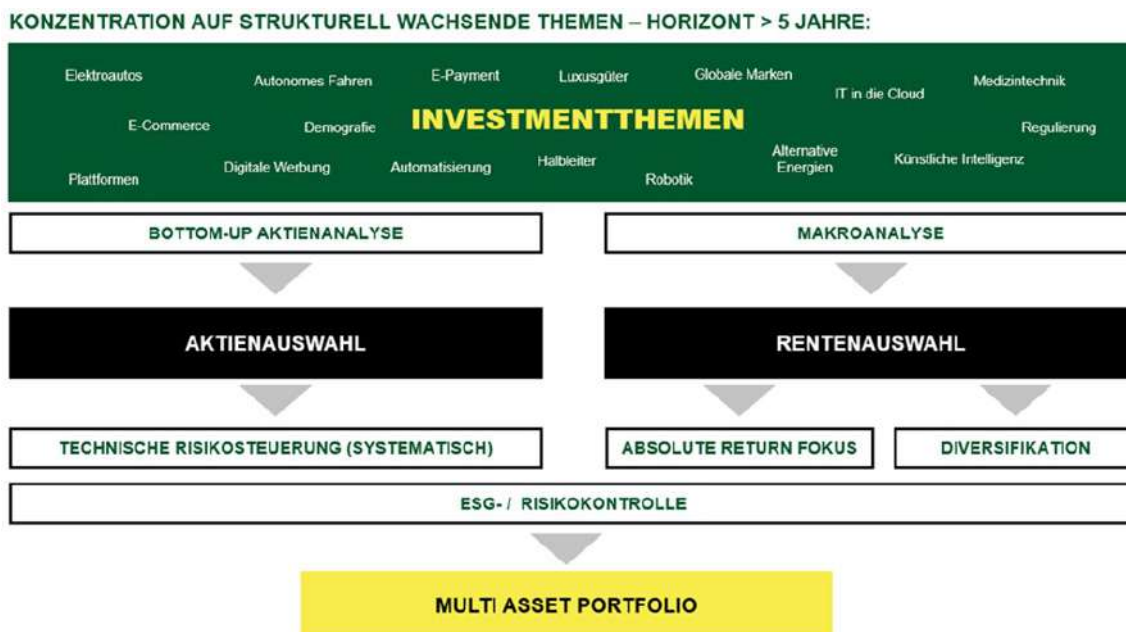 KONZENTRATION AUF STRUKTURELL WACHSENDE THEMEN – HORIZONT > 5 JAHRE:
Elektroautos
Autonomes Fahren
E-Payment
Luxusgüter
Globale Marken
IT in die Cloud
Medizintechnik
E-Commerce
Demografie
INVESTMENTTHEMEN
Regulierung
Plattformen
Digitale Werbung
Automatisierung
Halbleiter
Robotik
Alternative
Energien
Künstliche Intelligenz
BOTTOM-UP AKTIENANALYSE
MAKROANALYSE
AKTIENAUSWAHL
RENTENAUSWAHL
TECHNISCHE RISIKOSTEUERUNG (SYSTEMATISCH)
ABSOLUTE RETURN FOKUS
DIVERSIFIKATION
ESG- / RISIKOKONTROLLE
MULTI ASSET PORTFOLIO